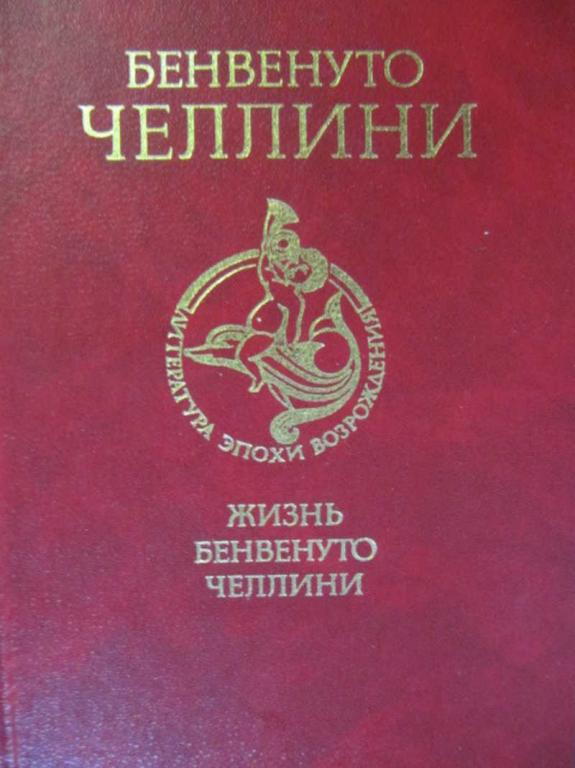 БЕНВЕНУТО
ЧЕЛЛИНИ
ЛИТЕРАТУРА ЭПОХИ ВОЗРОЖДЕНИЯ
ЖИЗНЬ
БЕНВЕНУТО
ЧЕЛЛИНИ